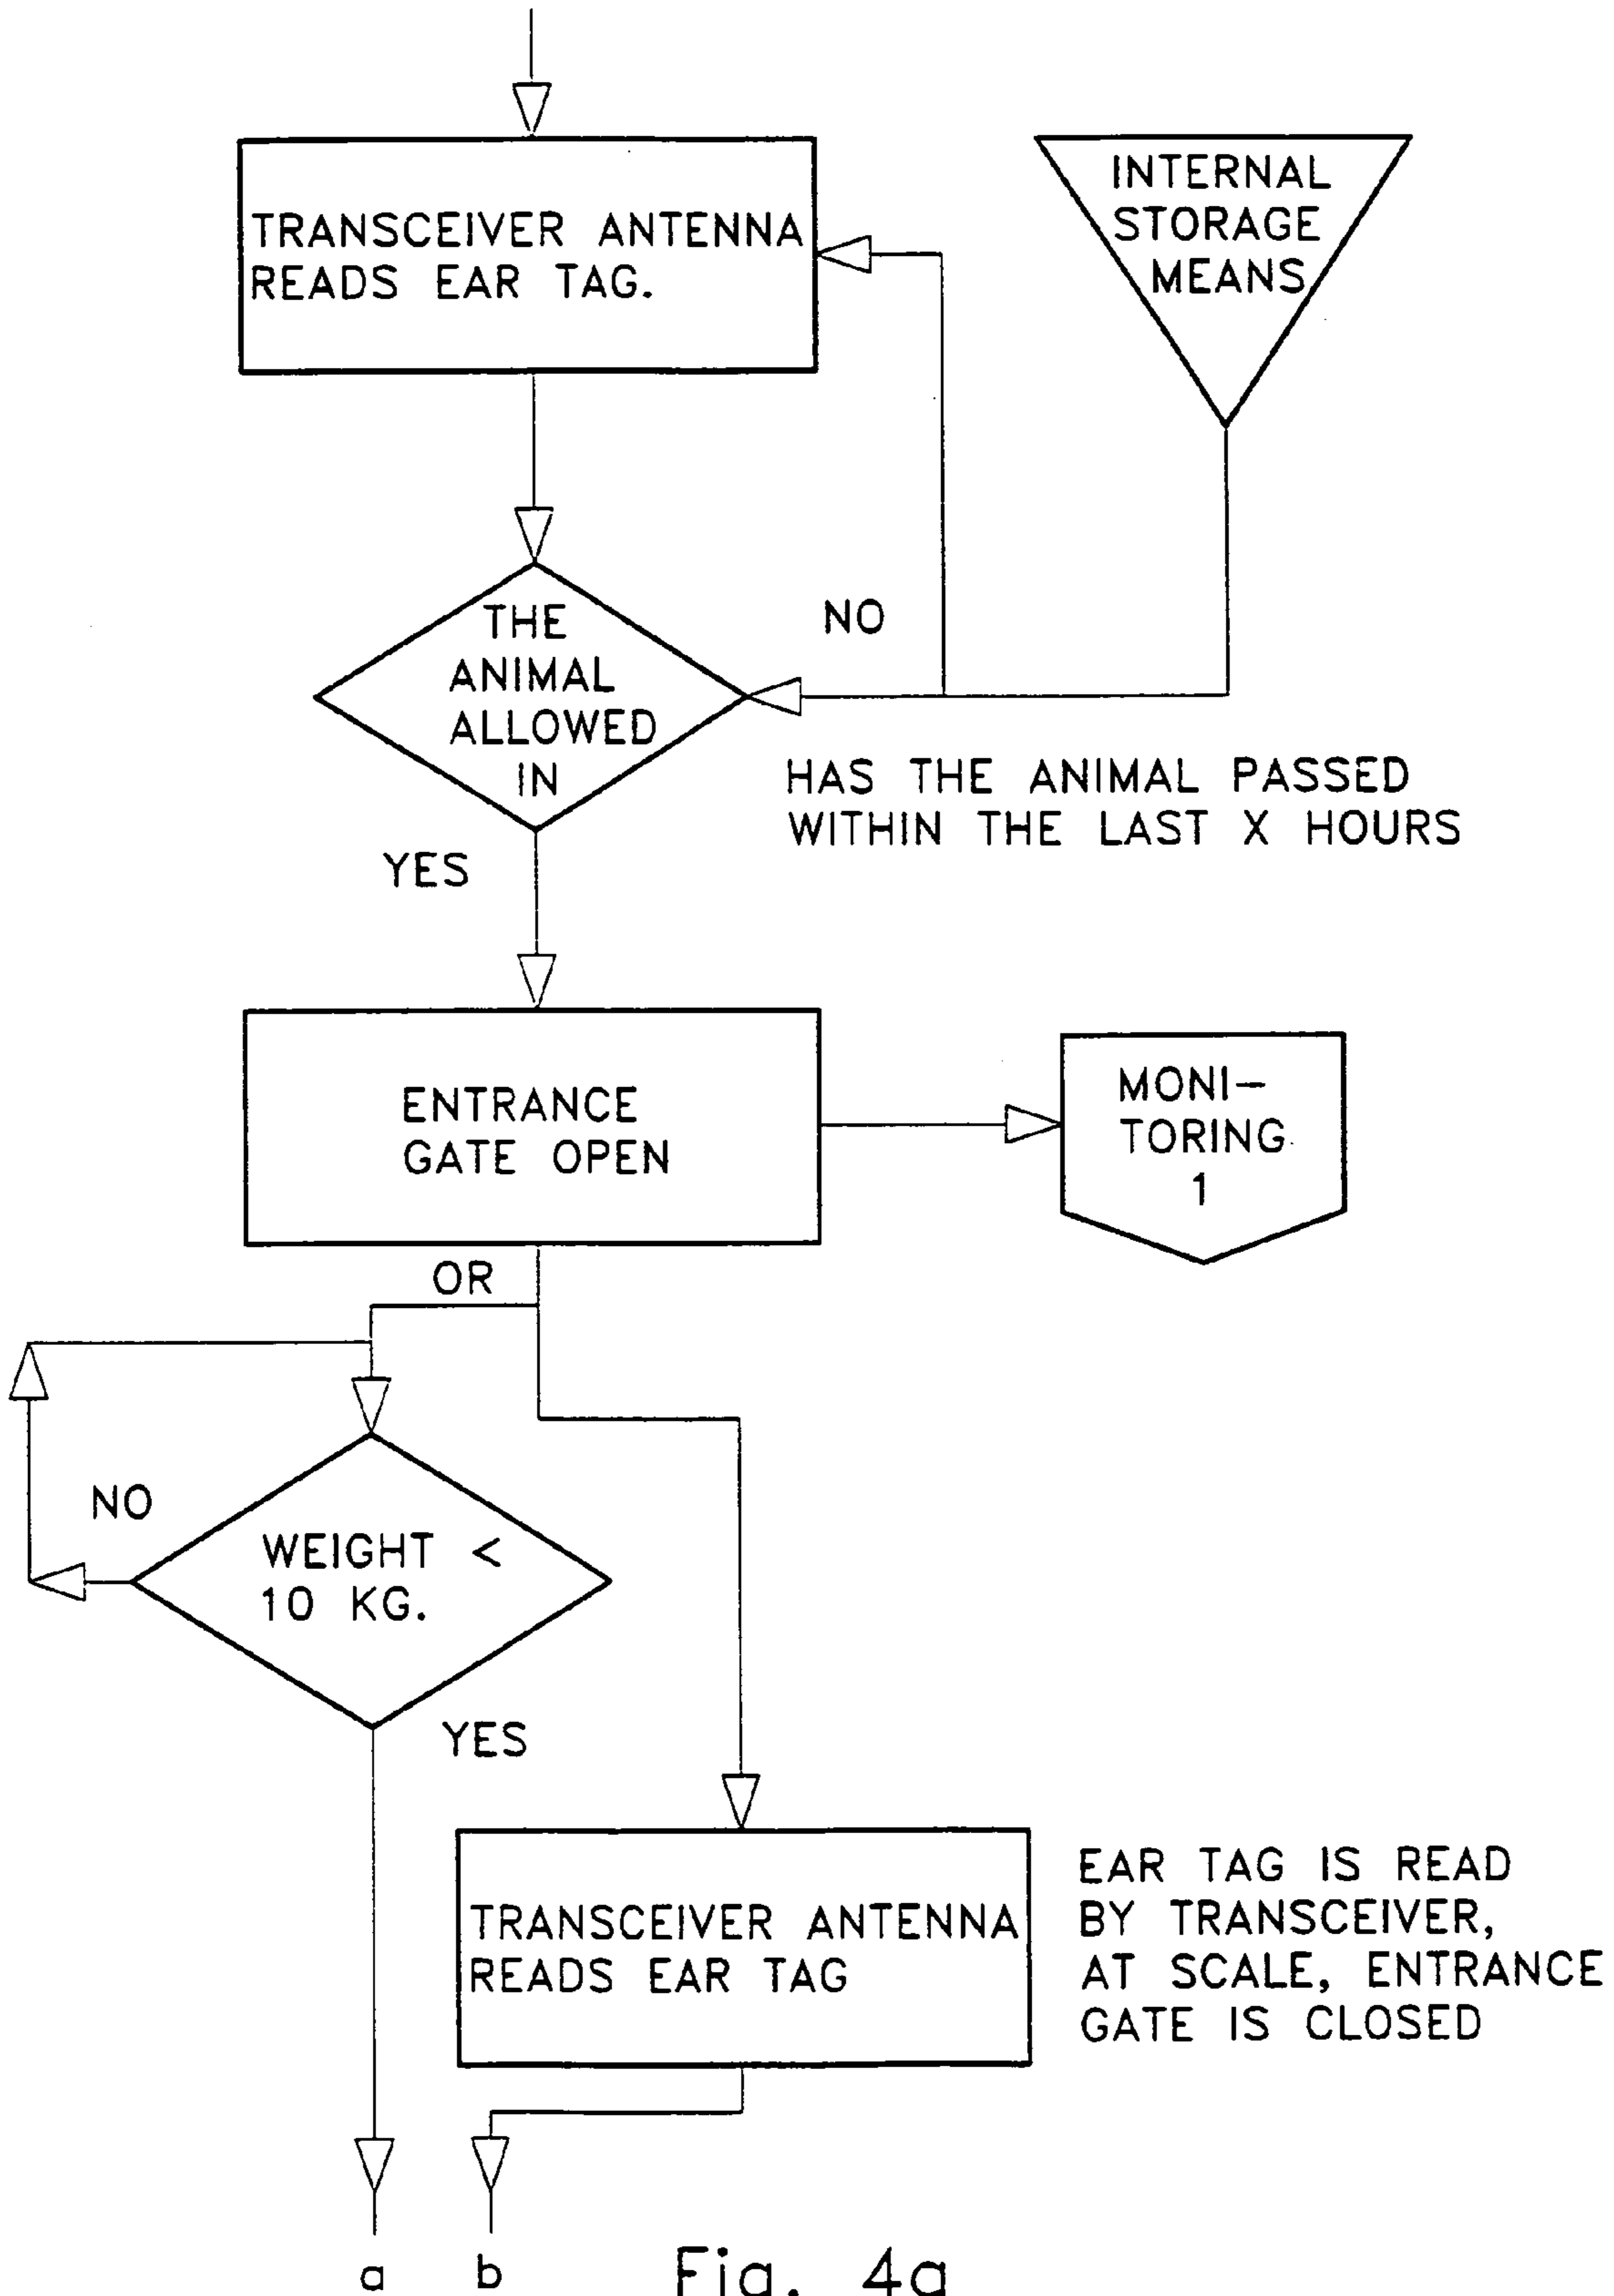 TRANSCEIVER ANTENNA
READS EAR TAG.
INTERNAL
STORAGE
MEANS
THE
ANIMAL
ALLOWED
IN
NO
HAS THE ANIMAL PASSED
WITHIN THE LAST X HOURS
YES
ENTRANCE
GATE OPEN
MONI-
TORING
1
OR
NO
WEIGHT <
10 KG.
YES
TRANSCEIVER ANTENNA
READS EAR TAG
EAR TAG IS READ
BY TRANSCEIVER,
AT SCALE, ENTRANCE
GATE IS CLOSED
a
b
Fig. 4a